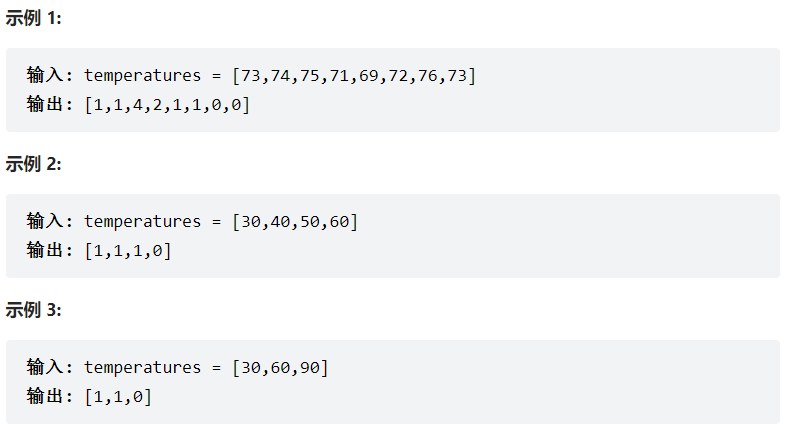 示例 1:
输入: temperatures = [73,74,75,71,69,72,76,73]
输出: [1,1,4,2,1,1,0,0]
示例 2:
输入: temperatures = [30,40,50,60]
输出: [1,1,1,0]
示例 3:
输入: temperatures = [30,60,90]
输出: [1,1,0]